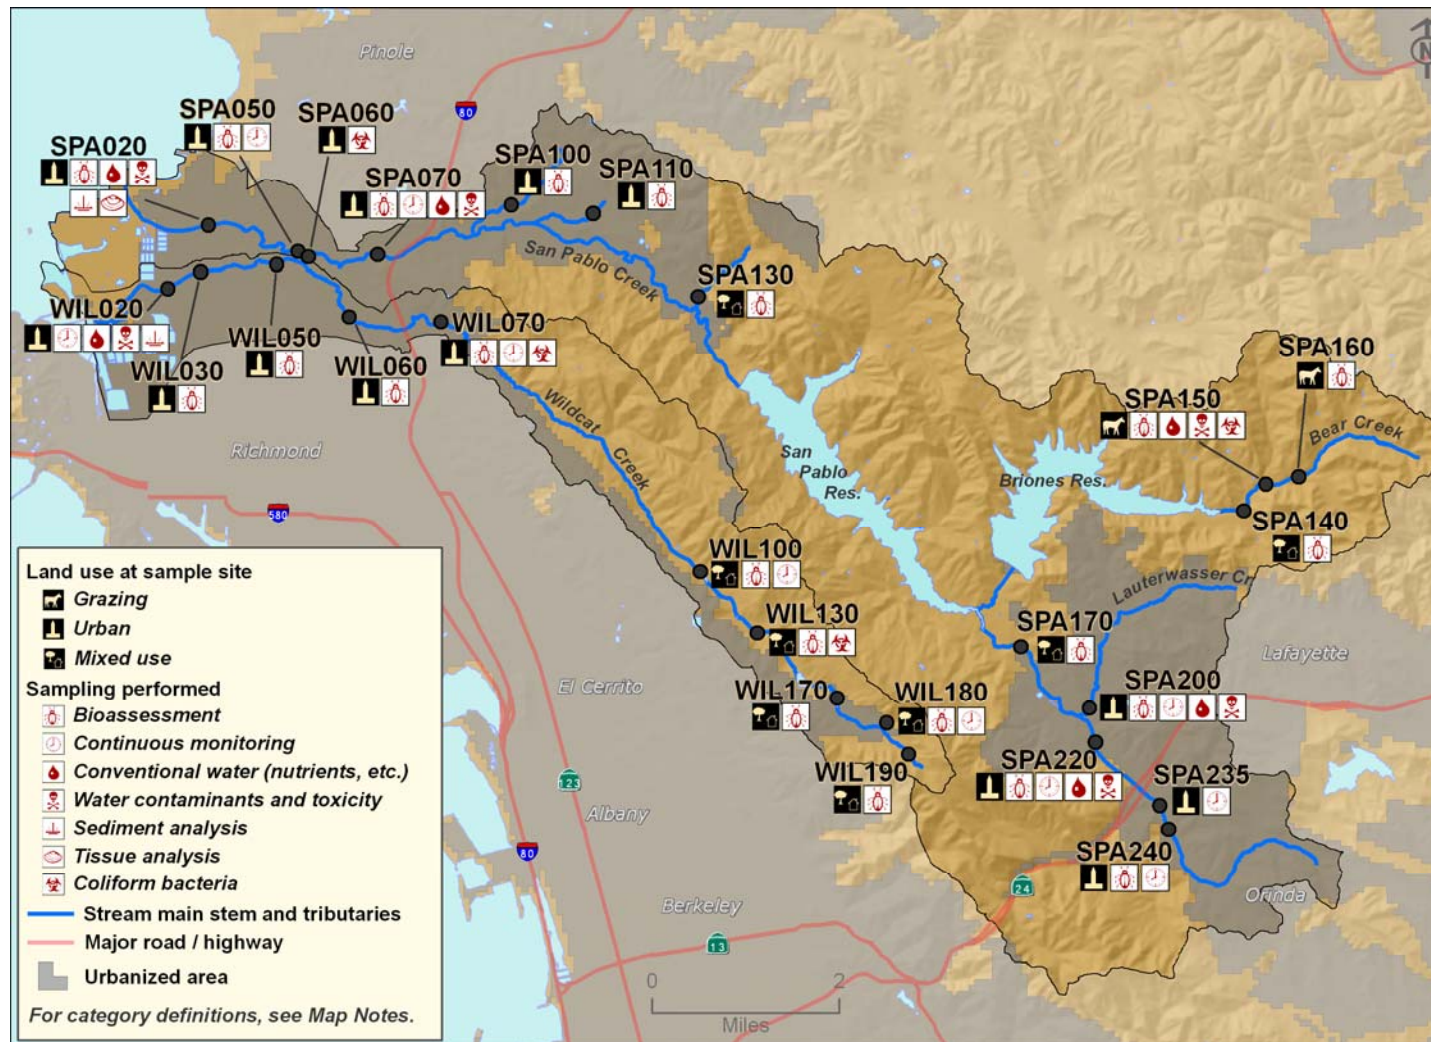 Pinole
N
80
SPA050
SPA060
SPA020
SPA100
SPA110
SPA070
San Pablo Creek
SPA130
WIL020
WIL030
WIL050
WIL060
WIL070
Wildcat
Creek
Richmond
580
San
Pablo
Res.
Briones Res.
SPA160
SPA150
Bear Creek
SPA140
Lauterwasser Cr.
WIL100
WIL130
WIL170
WIL180
WIL190
SPA170
Lafayette
SPA200
SPA220
SPA235
SPA240
Orinda
24
El Cerrito
123
Albany
80
Berkeley
13
0 2
Miles
Land use at sample site
Grazing
Urban
Mixed use
Sampling performed
Bioassessment
Continuous monitoring
Conventional water (nutrients, etc.)
Water contaminants and toxicity
Sediment analysis
Tissue analysis
Coliform bacteria
Stream main stem and tributaries
Major road / highway
Urbanized area
For category definitions, see Map Notes.